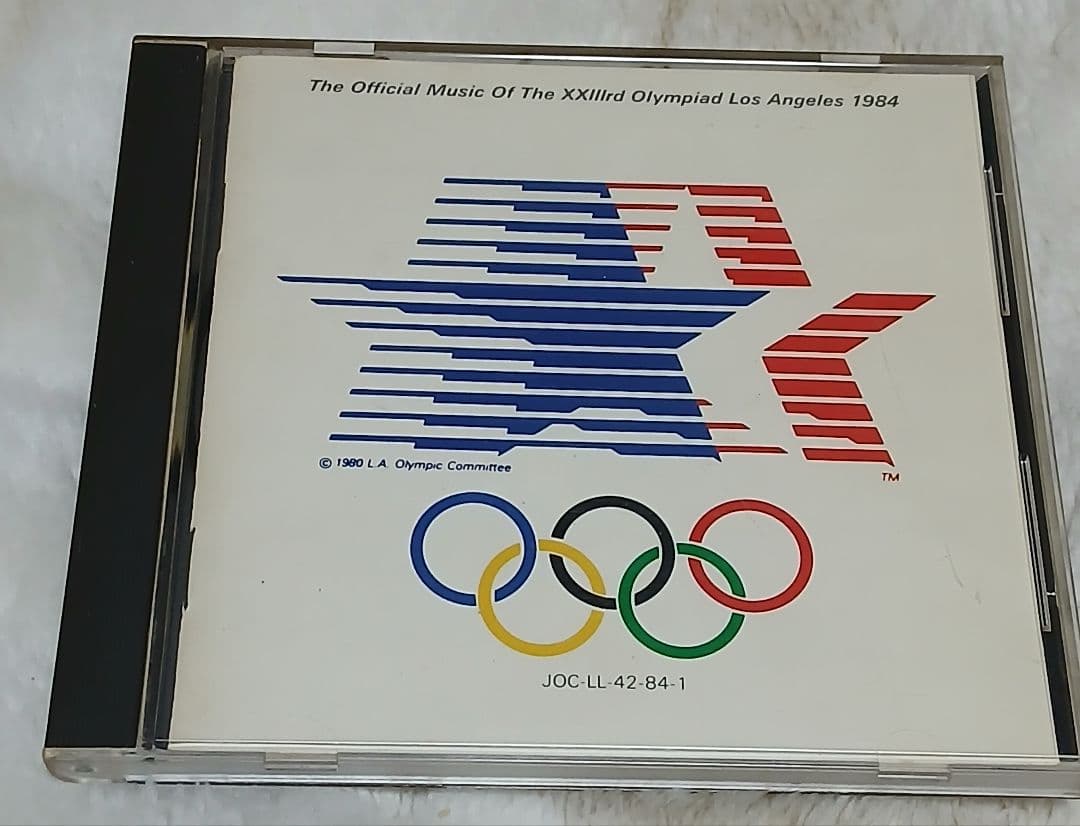 The Official Music Of The XXIIIrd Olympiad Los Angeles 1984
© 1980 L.A. Olympic Committee
TM
JOC-LL-42-84-1